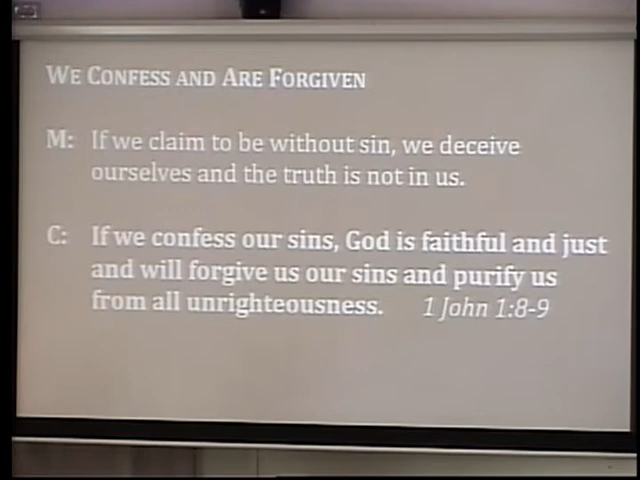 WE CONFESS AND ARE FORGIVEN
M: If we claim to be without sin, we deceive
ourselves and the truth is not in us.
C: If we confess our sins, God is faithful and just
and will forgive us our sins and purify us
from all unrighteousness. 1 John 1:8-9